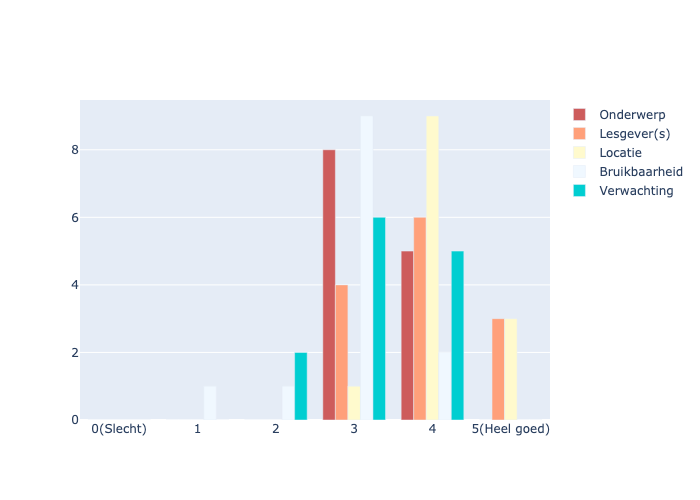 Onderwerp
Lesgever(s)
Locatie
Bruikbaarheid
Verwachting
8
6
4
2
0
0(Slecht) 1 2 3 4 5(Heel goed)